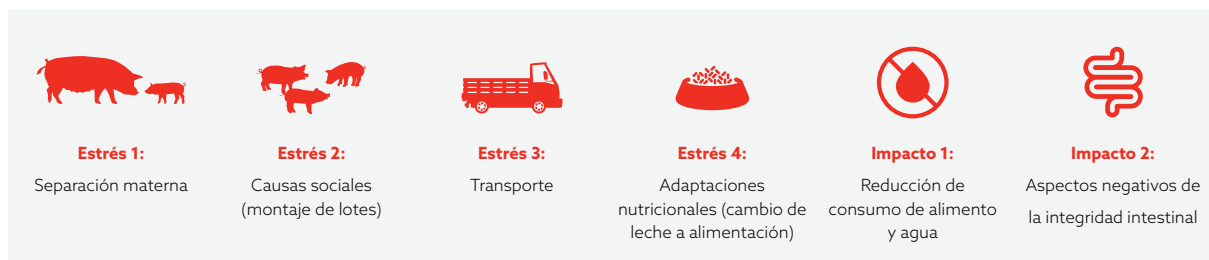 Estrés 1:
Separación materna
Estrés 2:
Causas sociales
(montaje de lotes)
Estrés 3:
Transporte
Estrés 4:
Adaptaciones
nutricionales (cambio de
leche a alimentación)
Impacto 1:
Reducción de
consumo de alimento
y agua
Impacto 2:
Aspectos negativos de
la integridad intestinal